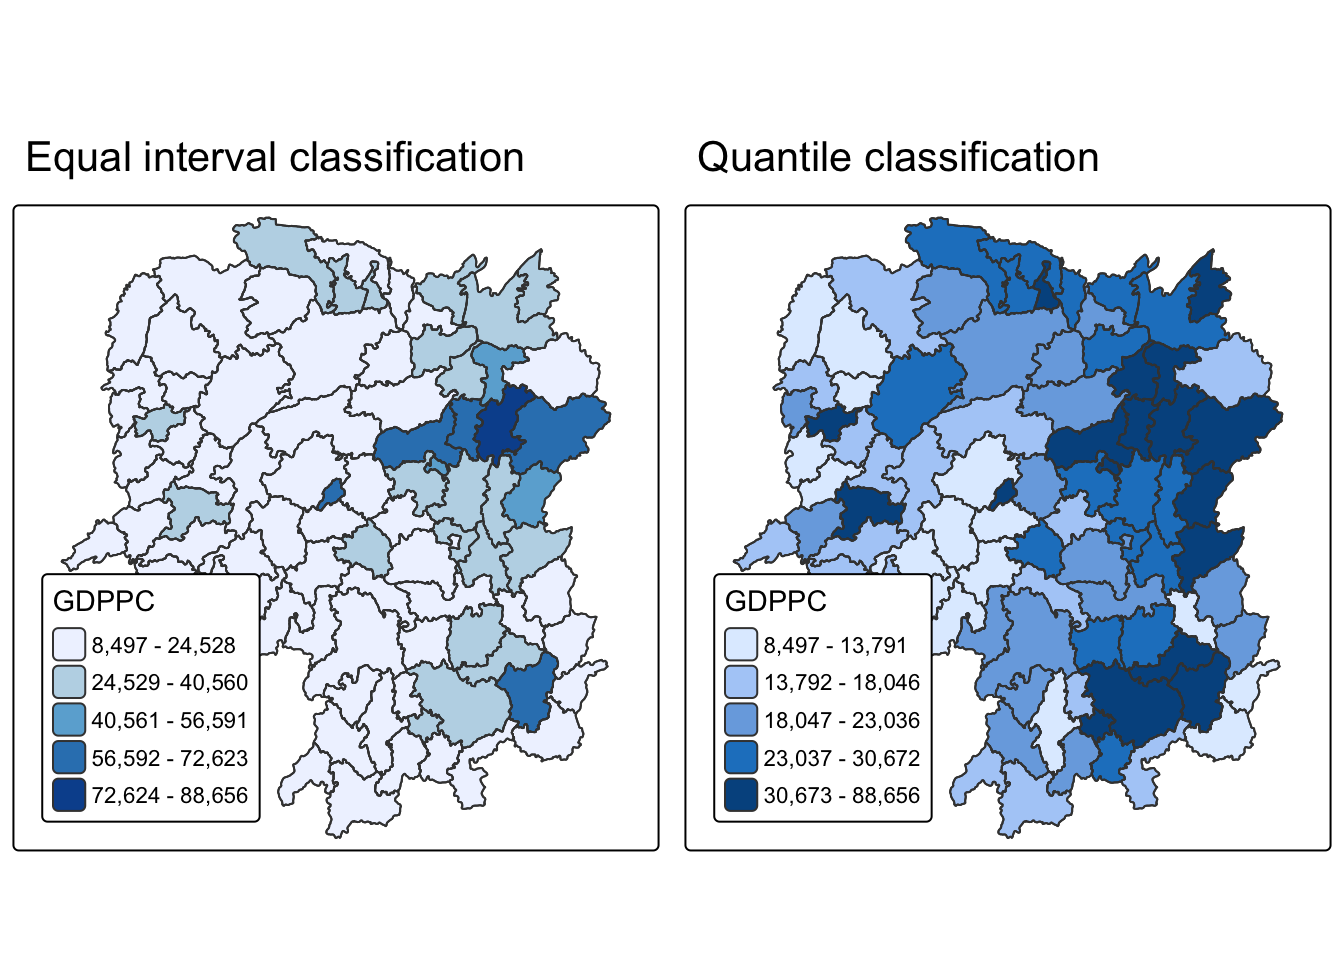 Equal interval classification
GDPPC
8,497 - 24,528
24,529 - 40,560
40,561 - 56,591
56,592 - 72,623
72,624 - 88,656
Quantile classification
GDPPC
8,497 - 13,791
13,792 - 18,046
18,047 - 23,036
23,037 - 30,672
30,673 - 88,656